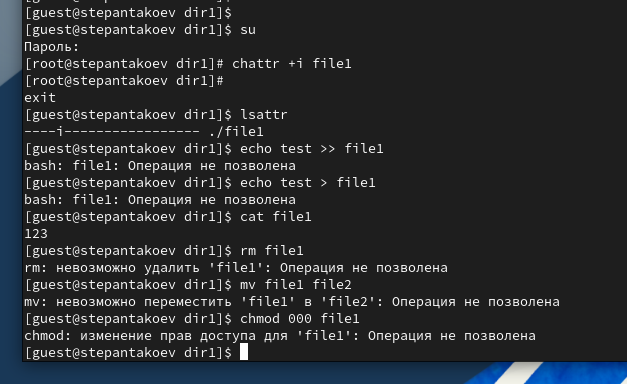 [guest@stepantakoev dir1]$
[guest@stepantakoev dir1]$ su
Пароль:
[root@stepantakoev dir1]# chattr +i file1
[root@stepantakoev dir1]#
exit
[guest@stepantakoev dir1]$ lsattr
----i----------------- ./file1
[guest@stepantakoev dir1]$ echo test >> file1
bash: file1: Операция не позволена
[guest@stepantakoev dir1]$ echo test > file1
bash: file1: Операция не позволена
[guest@stepantakoev dir1]$ cat file1
123
[guest@stepantakoev dir1]$ rm file1
rm: невозможно удалить 'file1': Операция не позволена
[guest@stepantakoev dir1]$ mv file1 file2
mv: невозможно переместить 'file1' в 'file2': Операция не позволена
[guest@stepantakoev dir1]$ chmod 000 file1
chmod: изменение прав доступа для 'file1': Операция не позволена
[guest@stepantakoev dir1]$